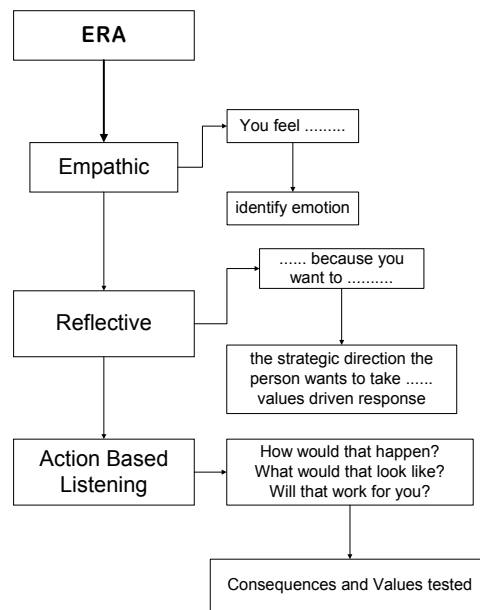 ERA
You feel .........
Empathic
identify emotion
...... because you
want to ..........
Reflective
the strategic direction the
person wants to take ......
values driven response
Action Based
Listening
How would that happen?
What would that look like?
Will that work for you?
Consequences and Values tested